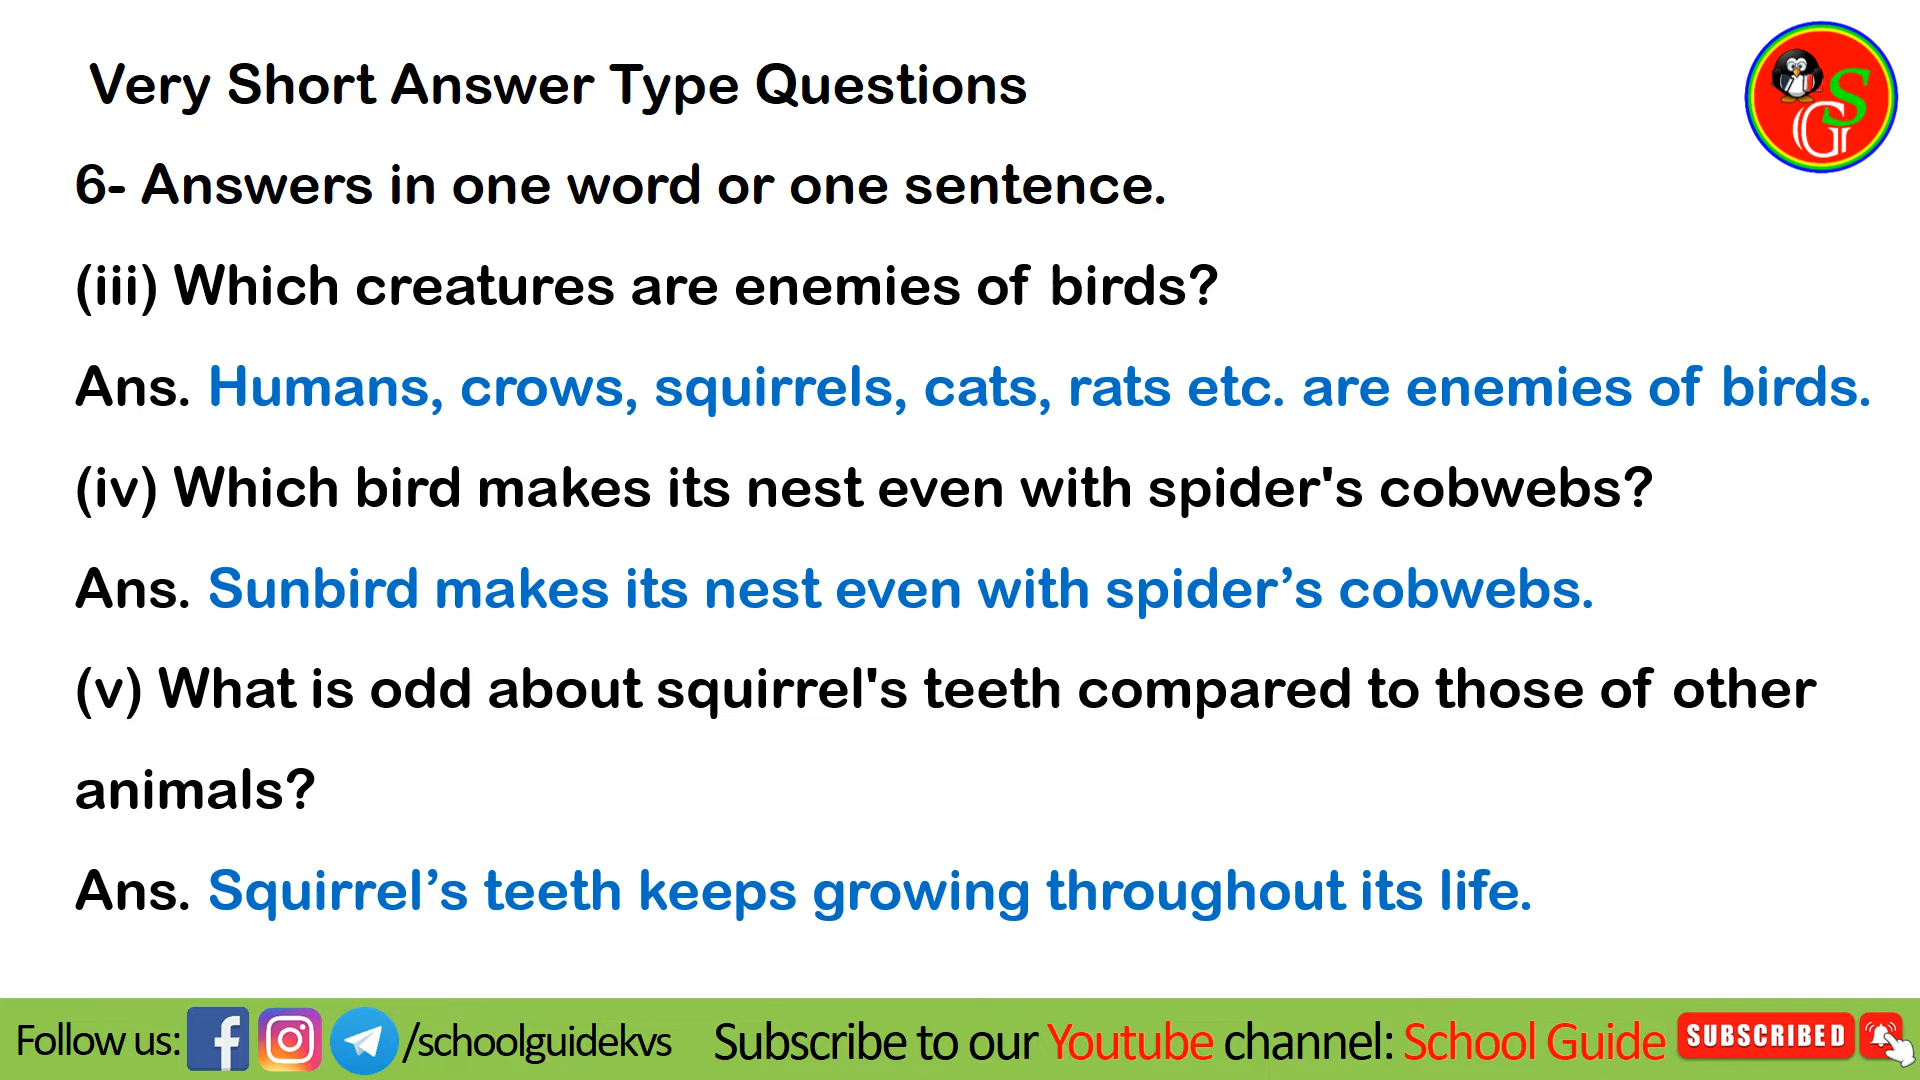 Very Short Answer Type Questions
6- Answers in one word or one sentence.
(iii) Which creatures are enemies of birds?
Ans. Humans, crows, squirrels, cats, rats etc. are enemies of birds.
(iv) Which bird makes its nest even with spider's cobwebs?
Ans. Sunbird makes its nest even with spider’s cobwebs.
(v) What is odd about squirrel's teeth compared to those of other
animals?
Ans. Squirrel’s teeth keeps growing throughout its life.
SG
Follow us: /schoolguidekvs Subscribe to our Youtube channel: School Guide SUBSCRIBED